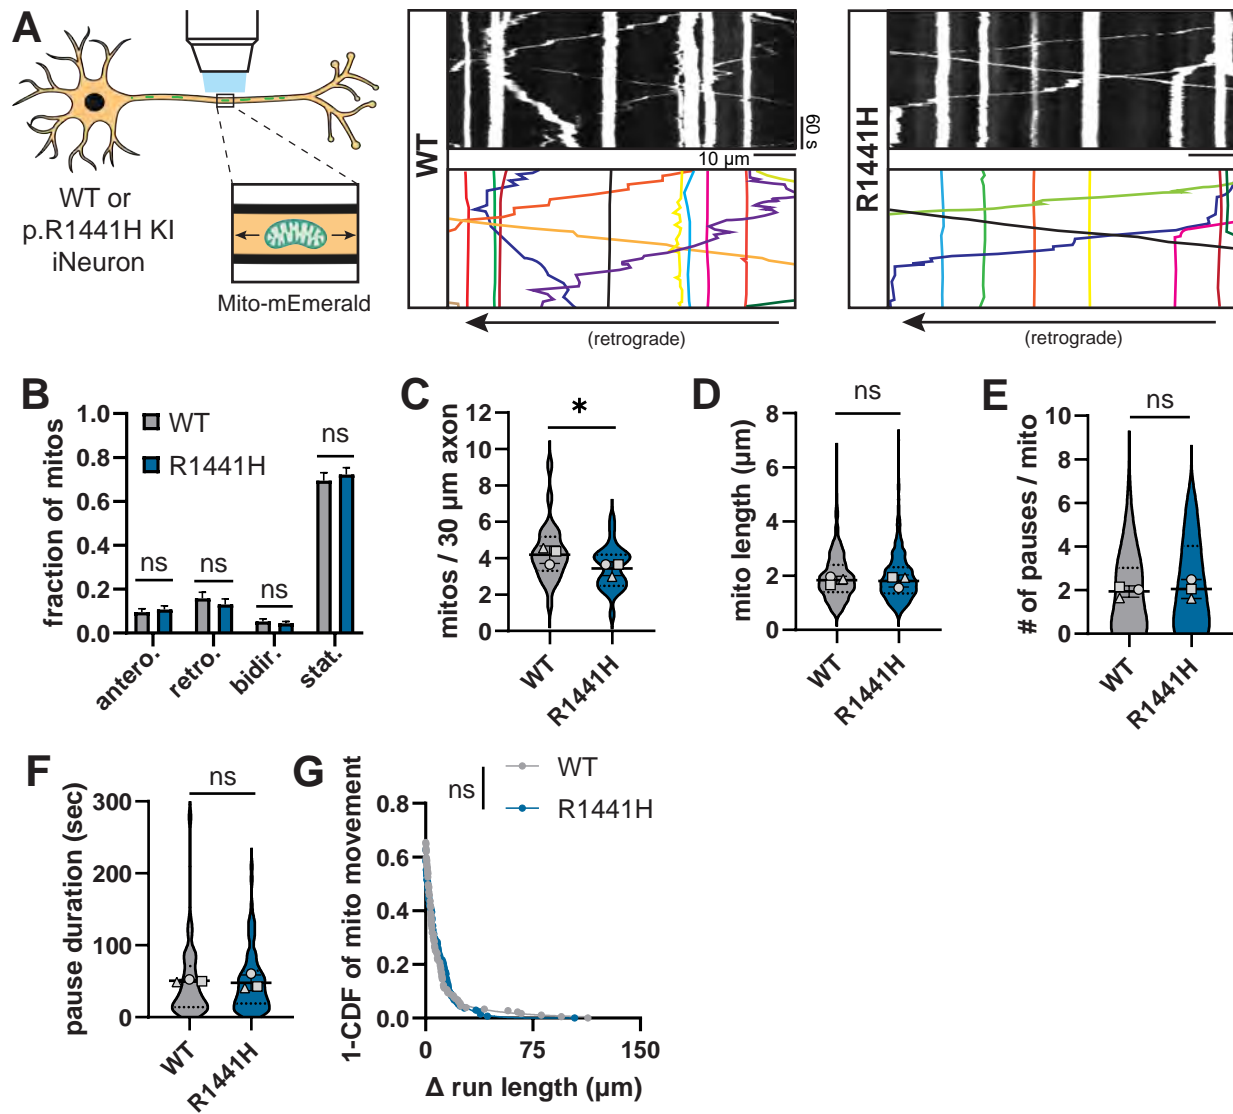 A
WT or
p.R1441H KI
iNeuron
Mito-mEmerald
WT
60 s
10 µm
(retrograde)
R1441H
(retrograde)
B
fraction of mitos
1.0
0.8
0.6
0.4
0.2
0.0
WT
R1441H
ns
ns
ns
ns
antero.
retro.
bidir.
stat.
C
mitos / 30 µm axon
12
10
8
6
4
2
0
*
WT
R1441H
D
mito length (µm)
8
6
4
2
0
ns
WT
R1441H
E
# of pauses / mito
10
8
6
4
2
0
ns
WT
R1441H
F
pause duration (sec)
300
200
100
0
ns
WT
R1441H
G
1-CDF of mito movement
0.8
0.6
0.4
0.2
0.0
ns
WT
R1441H
0
75
150
Δ run length (µm)